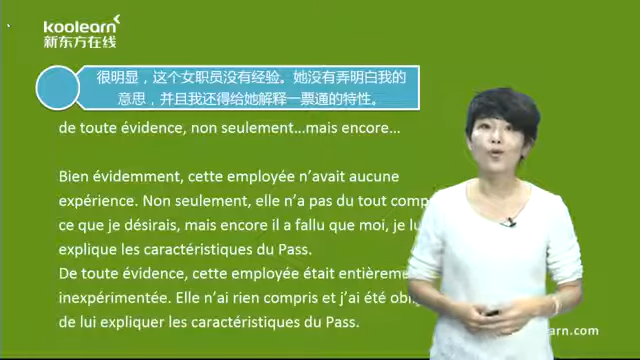 koolearn
新东方在线
很明显，这个女职员没有经验。她没有弄明白我的
意思，并且我还得给她解释一票通的特性。
de toute évidence, non seulement…mais encore…
Bien évidemment, cette employée n’avait aucune
expérience. Non seulement, elle n’a pas du tout comp
ce que je désirais, mais encore il a fallu que moi, je lu
explique les caractéristiques du Pass.
De toute évidence, cette employée était entièreme
inexpérimentée. Elle n’ai rien compris et j’ai été obli
de lui expliquer les caractéristiques du Pass.
arn.com